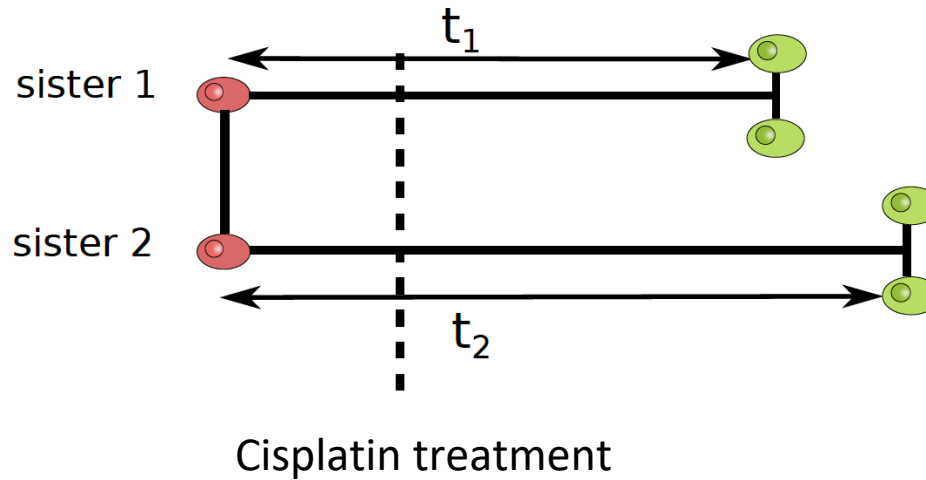 t₁
sister 1
sister 2
t₂
Cisplatin treatment